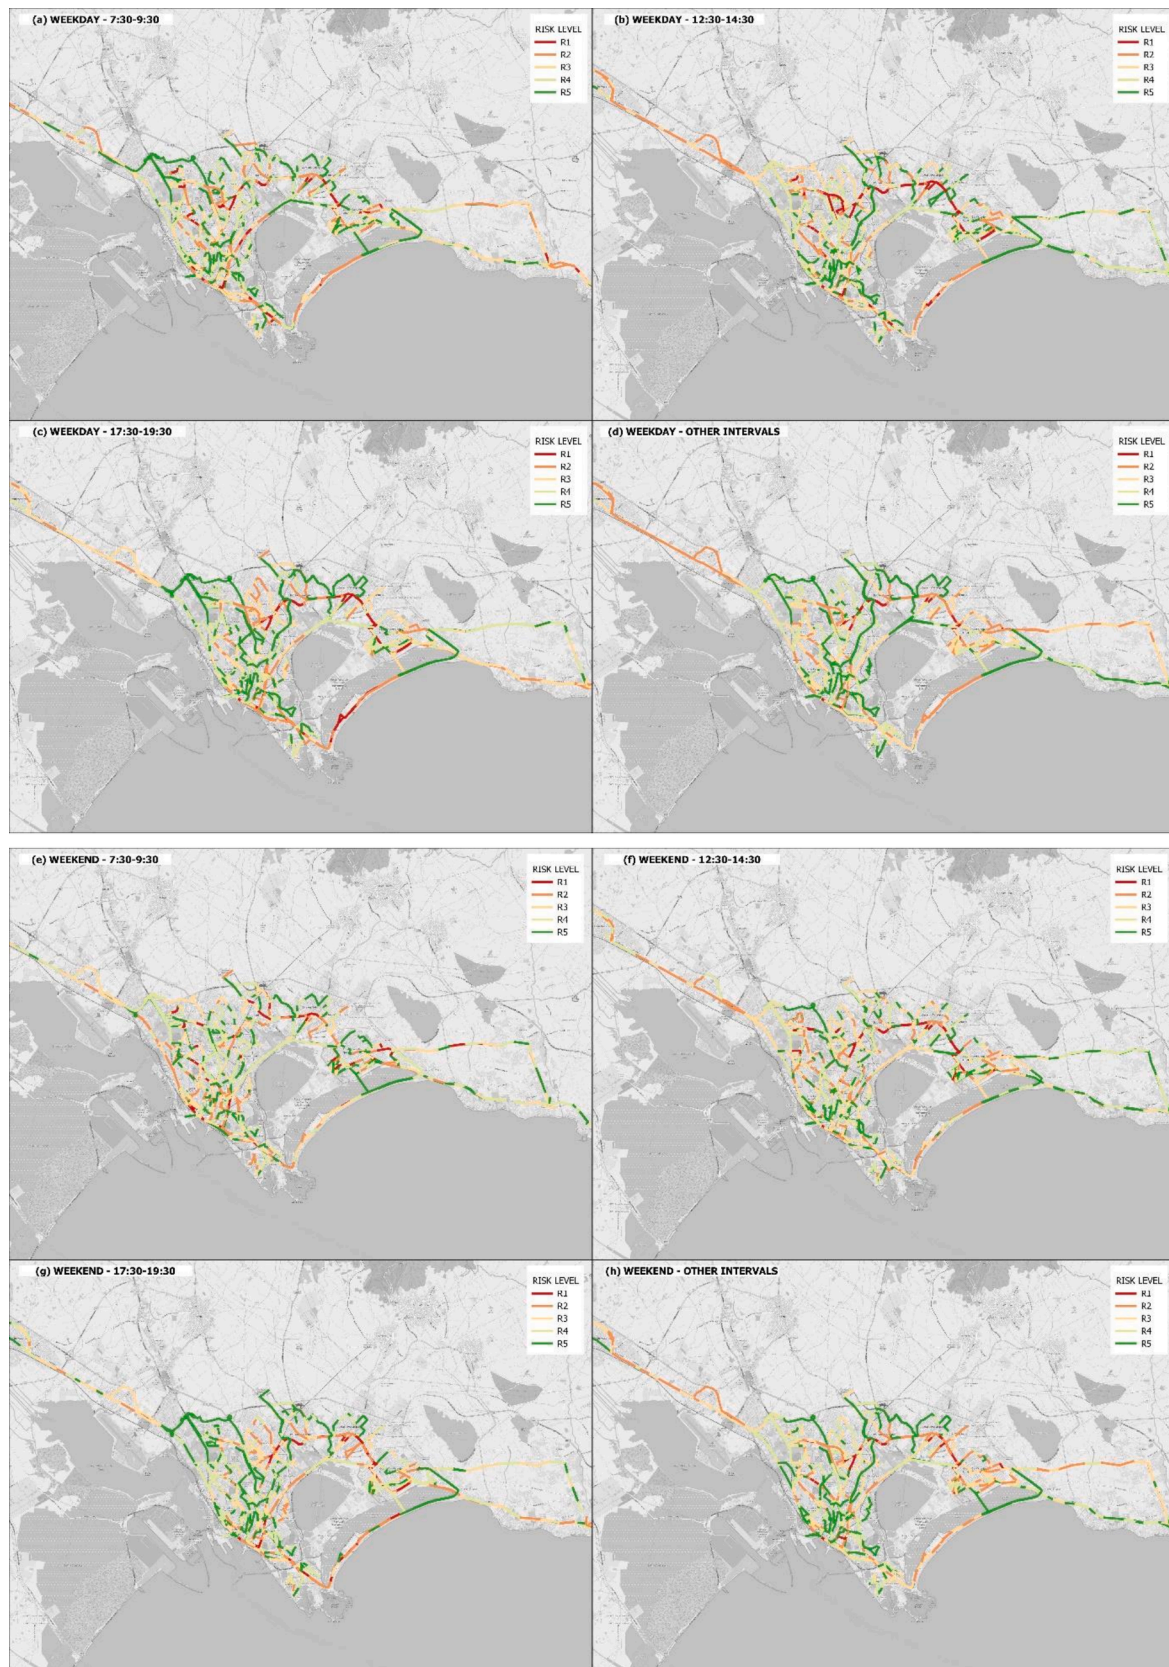 (a) WEEKDAY - 7:30-9:30
RISK LEVEL
R1
R2
R3
R4
R5
(b) WEEKDAY - 12:30-14:30
RISK LEVEL
R1
R2
R3
R4
R5
(c) WEEKDAY - 17:30-19:30
RISK LEVEL
R1
R2
R3
R4
R5
(d) WEEKDAY - OTHER INTERVALS
RISK LEVEL
R1
R2
R3
R4
R5
(e) WEEKEND - 7:30-9:30
RISK LEVEL
R1
R2
R3
R4
R5
(f) WEEKEND - 12:30-14:30
RISK LEVEL
R1
R2
R3
R4
R5
(g) WEEKEND - 17:30-19:30
RISK LEVEL
R1
R2
R3
R4
R5
(h) WEEKEND - OTHER INTERVALS
RISK LEVEL
R1
R2
R3
R4
R5